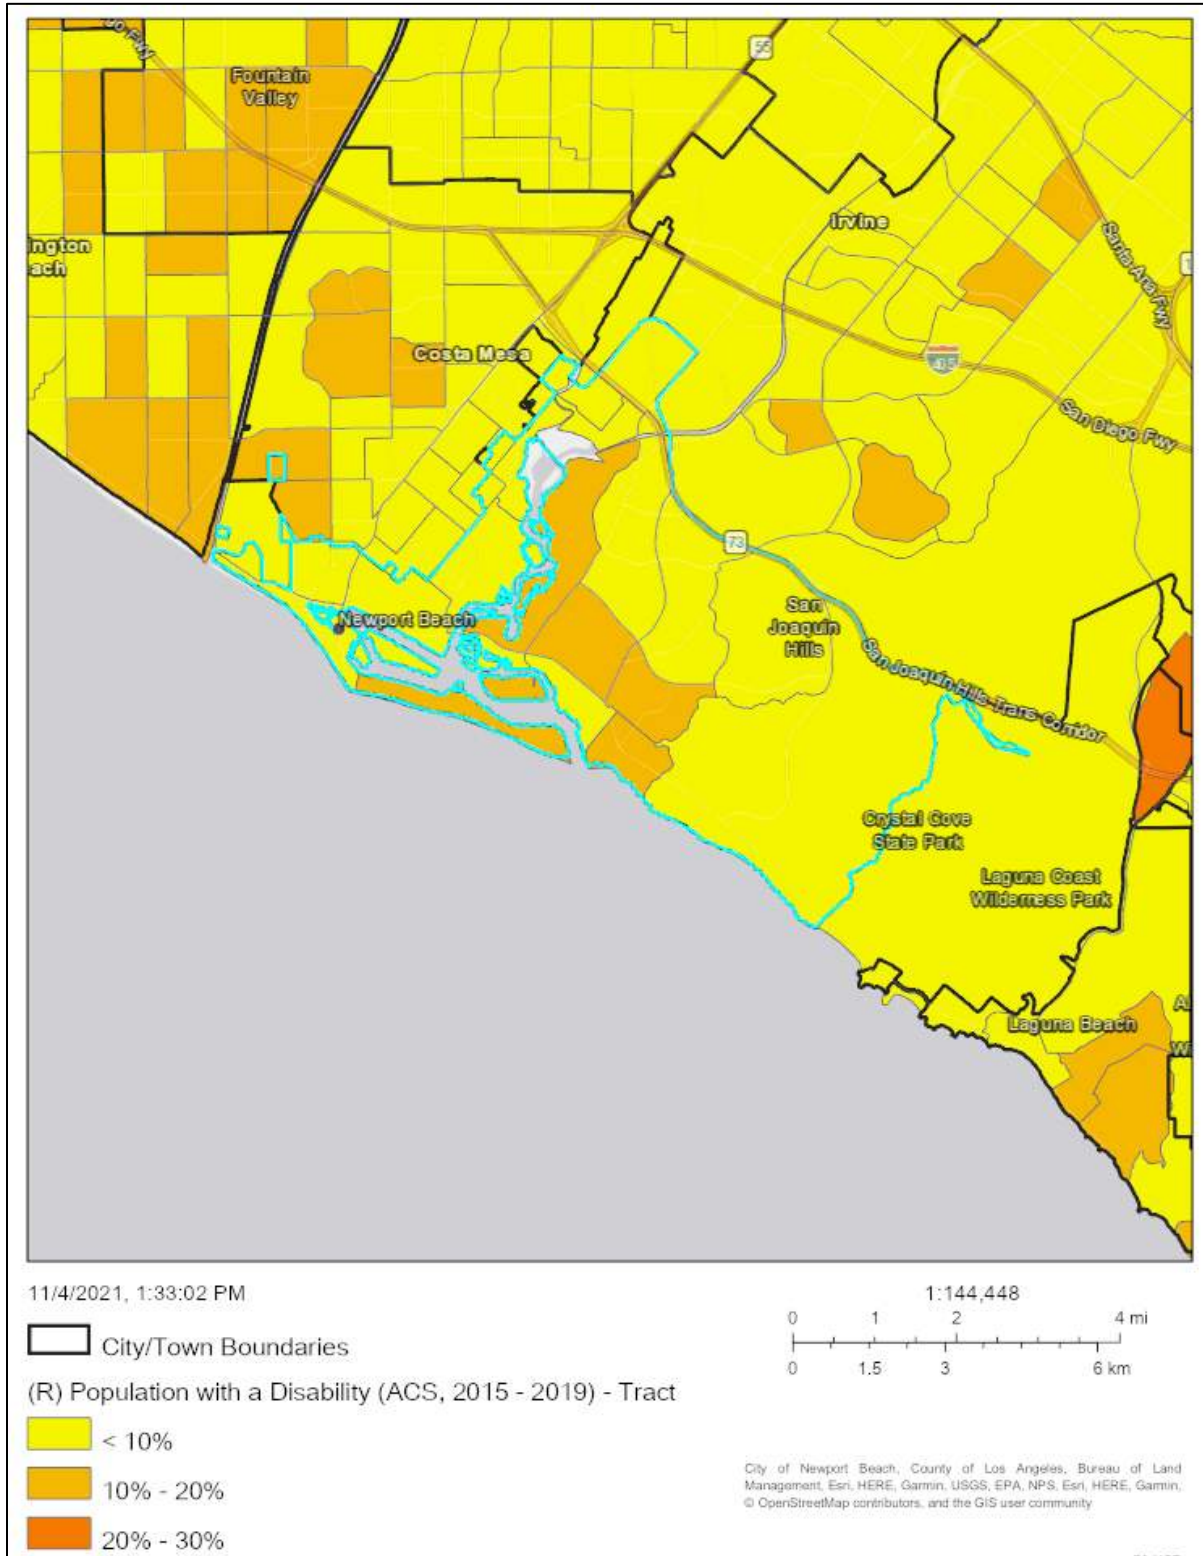 go Fwy
55
Fountain
Valley
Irvine
ington
ach
Santa Ana Fwy
Costa Mesa
405
San Diego Fwy
73
San
Joaquin
Hills
Newport Beach
San Joaquin Hills Trans Corridor
Crystal Cove
State Park
Laguna Coast
Wilderness Park
Laguna Beach
A
W
11/4/2021, 1:33:02 PM
1:144,448
0 1 2 4 mi
0 1.5 3 6 km
City/Town Boundaries
(R) Population with a Disability (ACS, 2015 - 2019) - Tract
< 10%
10% - 20%
20% - 30%
City of Newport Beach, County of Los Angeles, Bureau of Land
Management, Esri, HERE, Garmin, USGS, EPA, NPS, Esri, HERE, Garmin,
© OpenStreetMap contributors, and the GIS user community